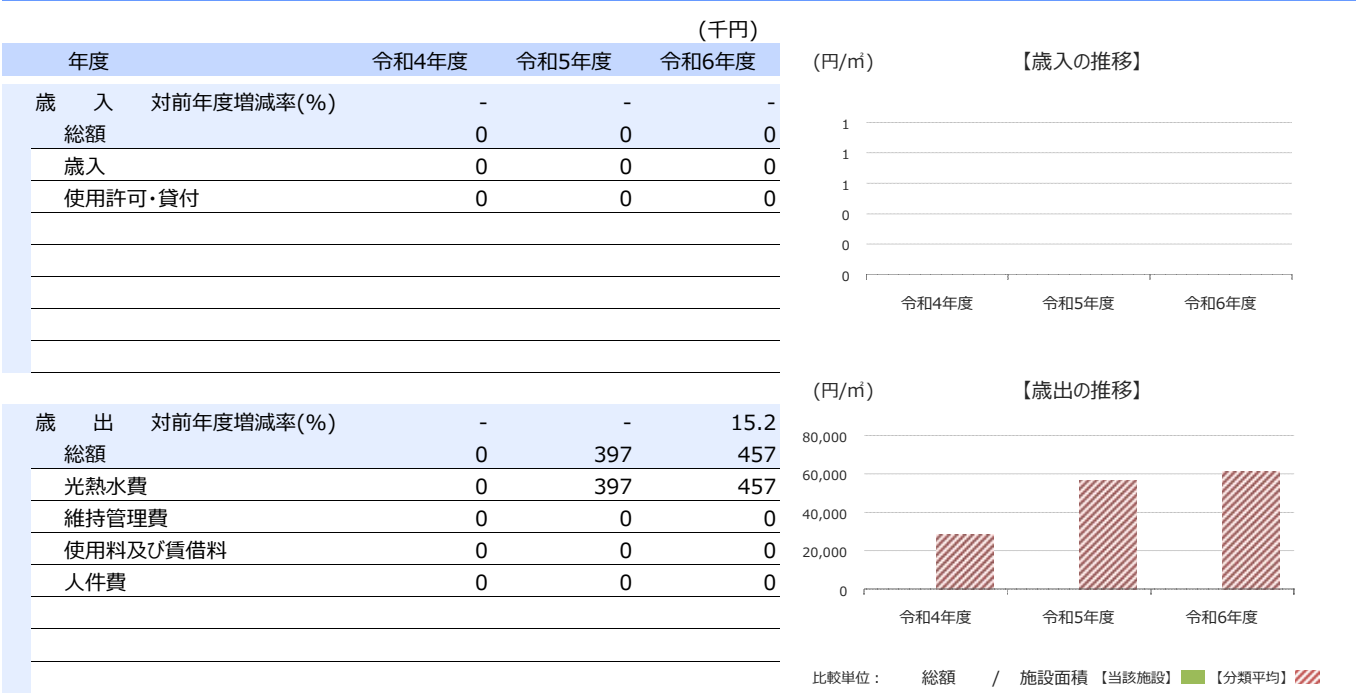 (千円)
年度 令和4年度 令和5年度 令和6年度
歳 入 対前年度増減率(%) - - -
総額 0 0 0
歳入 0 0 0
使用許可・貸付 0 0 0
(円/㎡) 【歳入の推移】
1
1
1
0
0
0
令和4年度 令和5年度 令和6年度
歳 出 対前年度増減率(%) - - 15.2
総額 0 397 457
光熱水費 0 397 457
維持管理費 0 0 0
使用料及び賃借料 0 0 0
人件費 0 0 0
(円/㎡) 【歳出の推移】
80,000
60,000
40,000
20,000
0
令和4年度 令和5年度 令和6年度
比較単位： 総額 / 施設面積 【当該施設】 【分類平均】